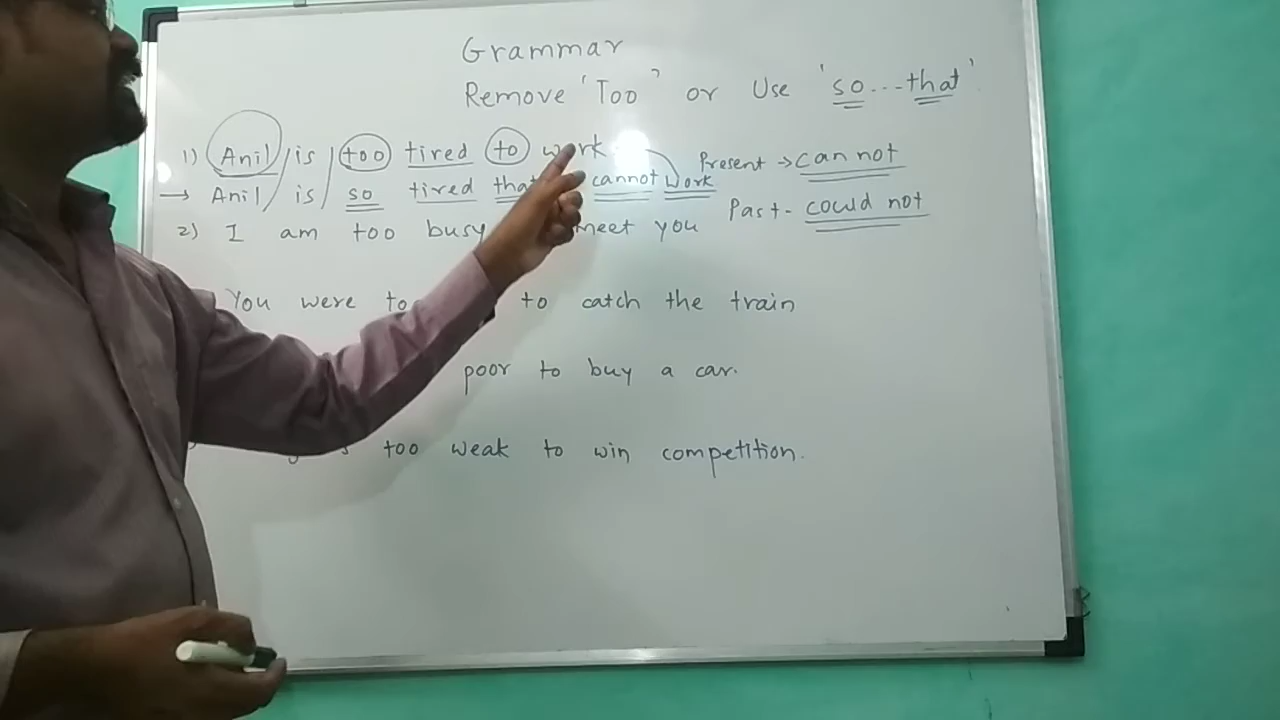 Grammar
Remove 'Too' or Use 'so...that'
1) Anil / is / too tired to work
Present → cannot
→ Anil / is / so tired that cannot work
Past - could not
2) I am too busy meet you
You were to catch the train
poor to buy a car.
too weak to win competition.